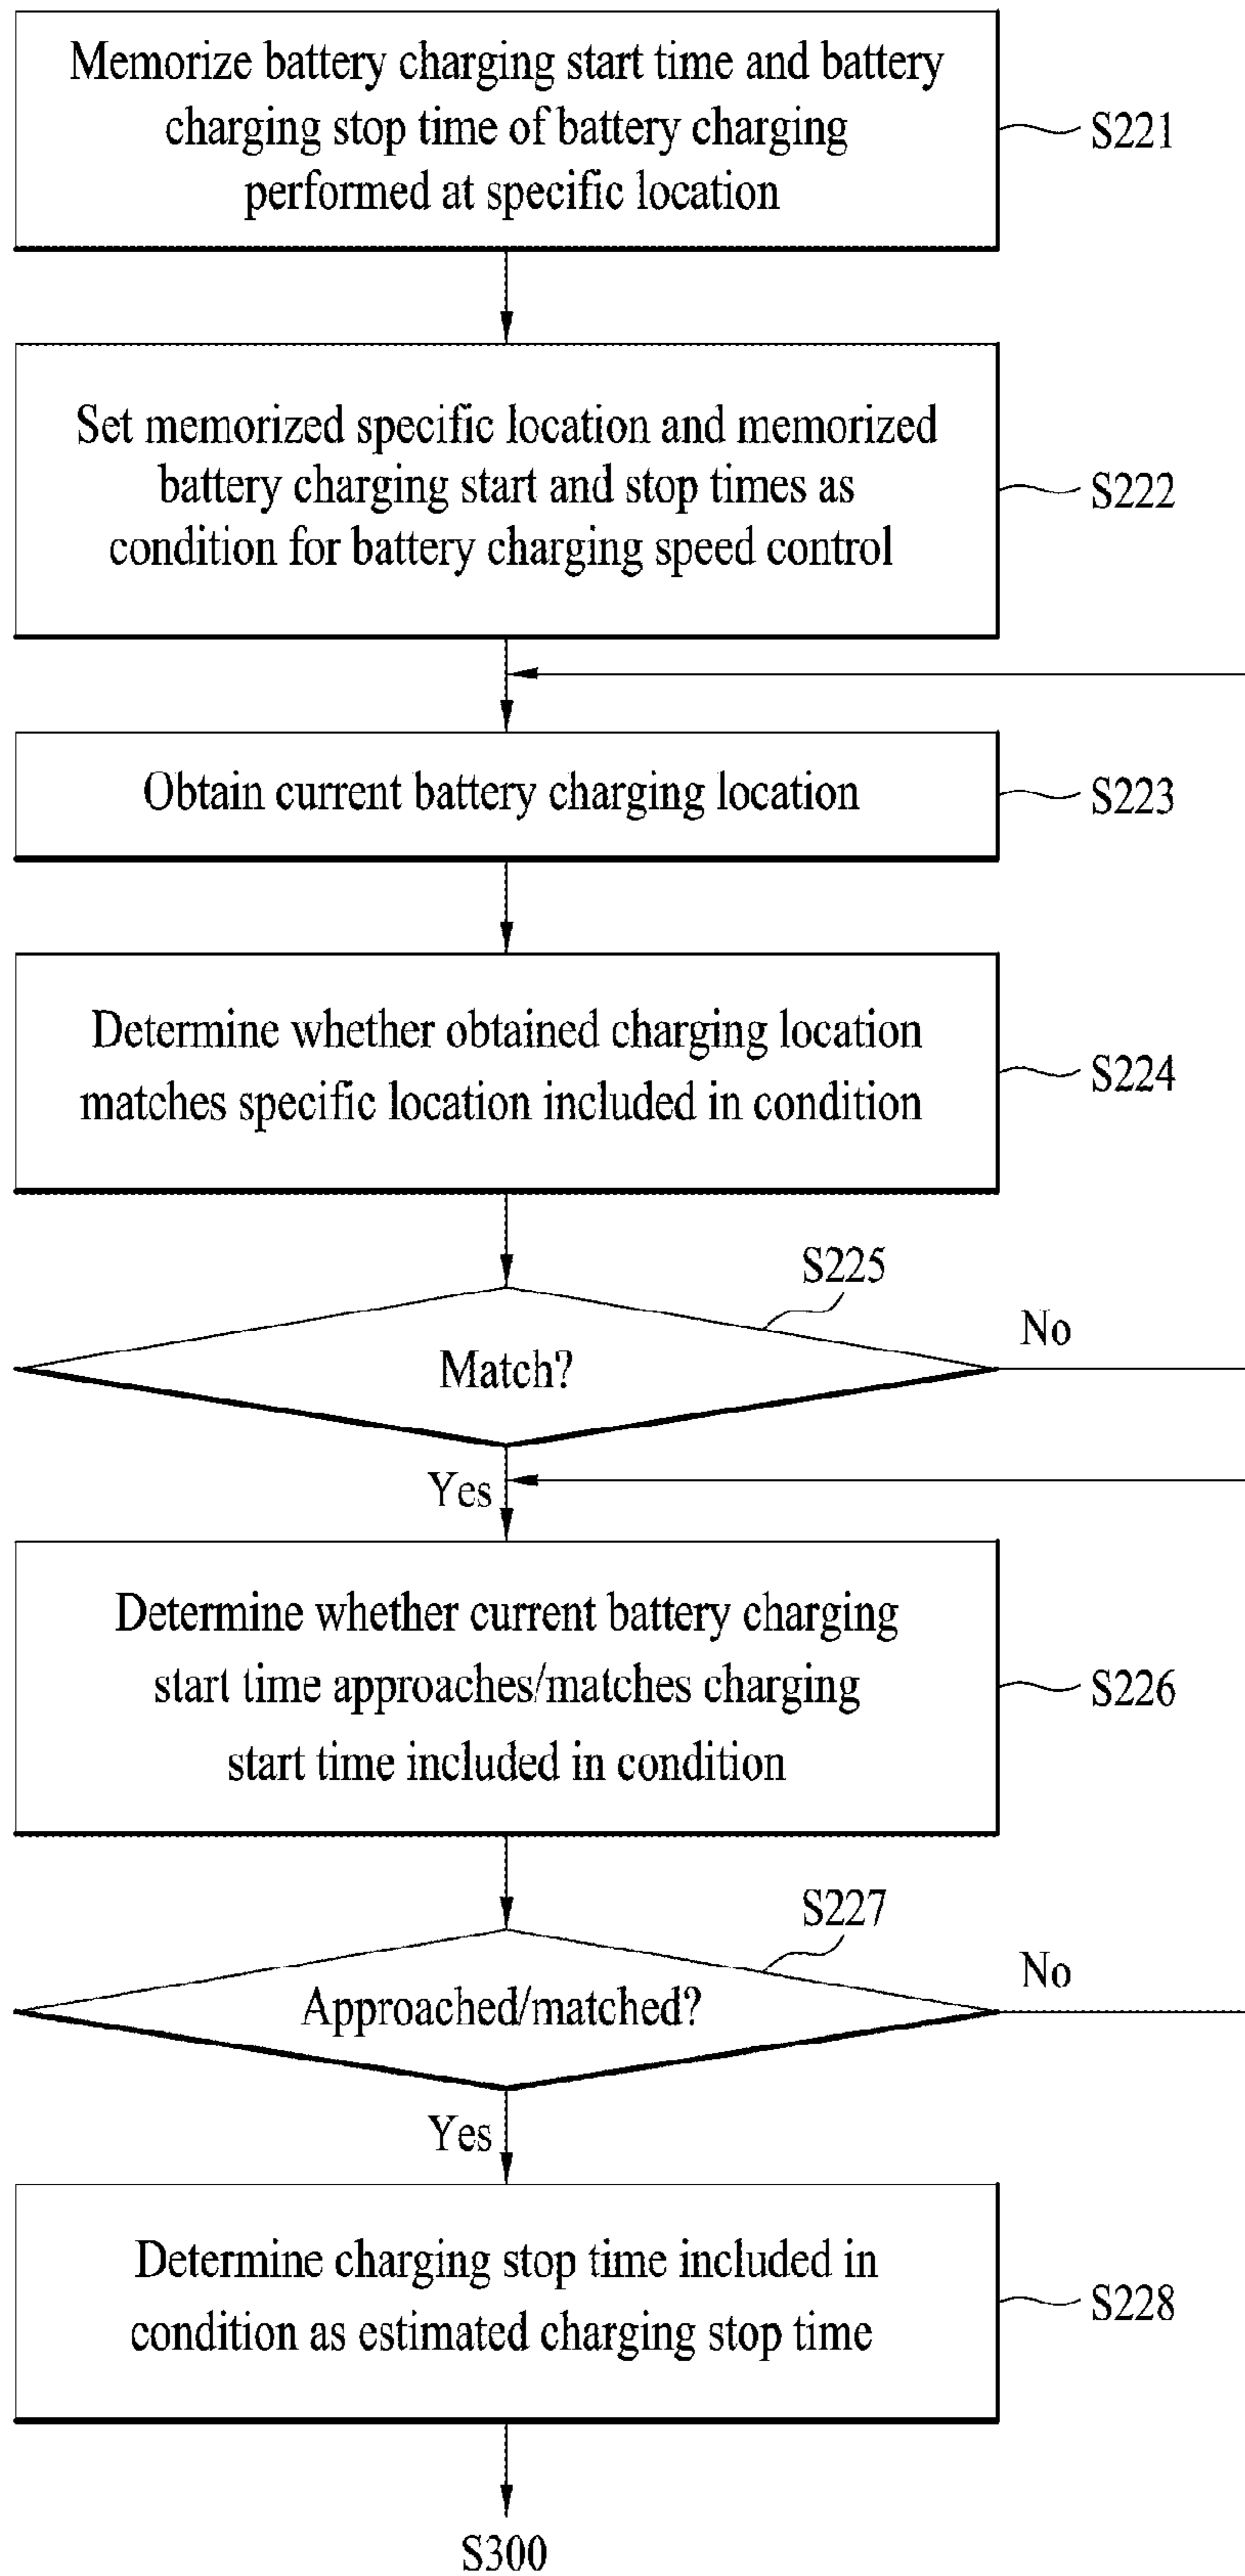 Memorize battery charging start time and battery
charging stop time of battery charging
performed at specific location
S221
Set memorized specific location and memorized
battery charging start and stop times as
condition for battery charging speed control
S222
Obtain current battery charging location
S223
Determine whether obtained charging location
matches specific location included in condition
S224
S225
Match?
No
Yes
Determine whether current battery charging
start time approaches/matches charging
start time included in condition
S226
S227
Approached/matched?
No
Yes
Determine charging stop time included in
condition as estimated charging stop time
S228
S300